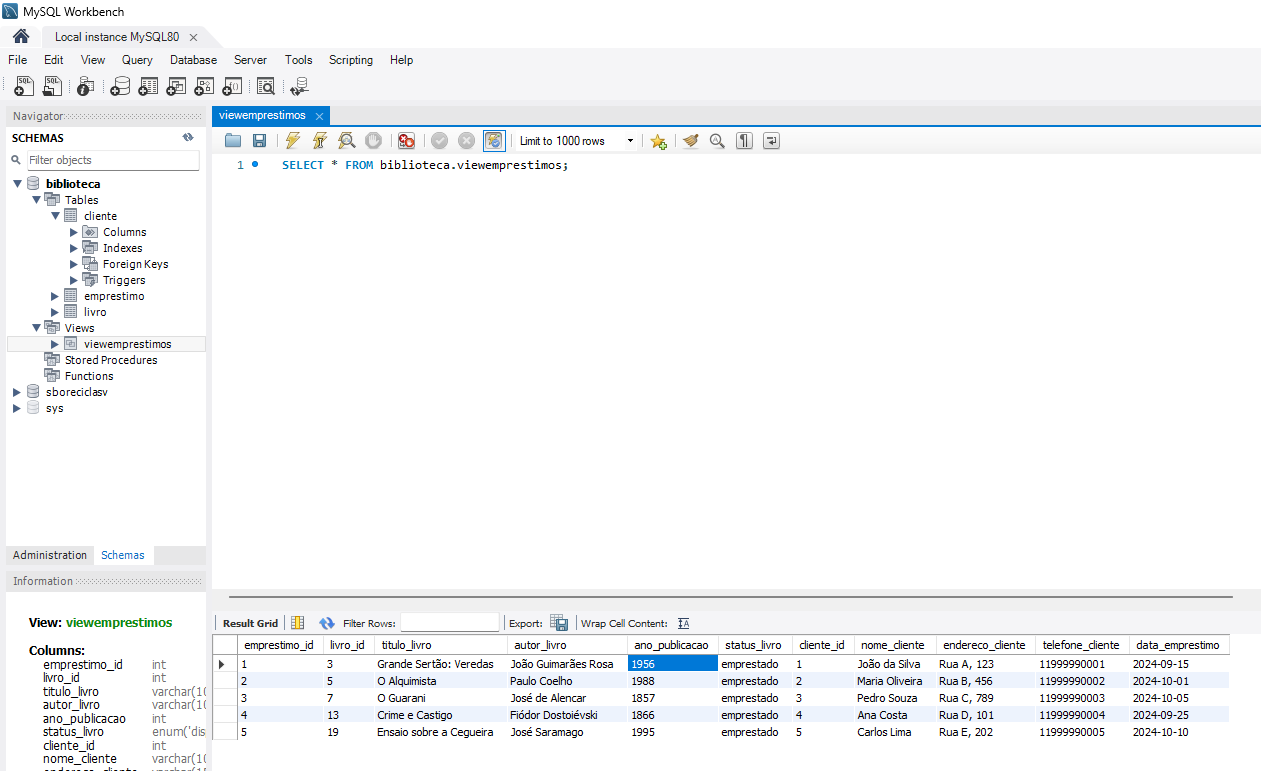 MySQL Workbench
Local instance MySQL80 ×
File Edit View Query Database Server Tools Scripting Help
Navigator
SCHEMAS
Filter objects
biblioteca
Tables
cliente
Columns
Indexes
Foreign Keys
Triggers
emprestimo
livro
Views
viewemprestimos
Stored Procedures
Functions
sboreciclasv
sys
Administration Schemas
Information
View: viewemprestimos
Columns:
emprestimo_id int
livro_id int
titulo_livro varchar(10
autor_livro varchar(10
ano_publicacao int
status_livro enum('dis
cliente_id int
nome_cliente varchar(10
viewemprestimos ×
Limit to 1000 rows
1 SELECT * FROM biblioteca.viewemprestimos;
Result Grid Filter Rows: Export: Wrap Cell Content: IA
emprestimo_id livro_id titulo_livro autor_livro ano_publicacao status_livro cliente_id nome_cliente endereco_cliente telefone_cliente data_emprestimo
1 3 Grande Sertão: Veredas João Guimarães Rosa 1956 emprestado 1 João da Silva Rua A, 123 11999990001 2024-09-15
2 5 O Alquimista Paulo Coelho 1988 emprestado 2 Maria Oliveira Rua B, 456 11999990002 2024-10-01
3 7 O Guarani José de Alencar 1857 emprestado 3 Pedro Souza Rua C, 789 11999990003 2024-10-05
4 13 Crime e Castigo Fiódor Dostoiévski 1866 emprestado 4 Ana Costa Rua D, 101 11999990004 2024-09-25
5 19 Ensaio sobre a Cegueira José Saramago 1995 emprestado 5 Carlos Lima Rua E, 202 11999990005 2024-10-10